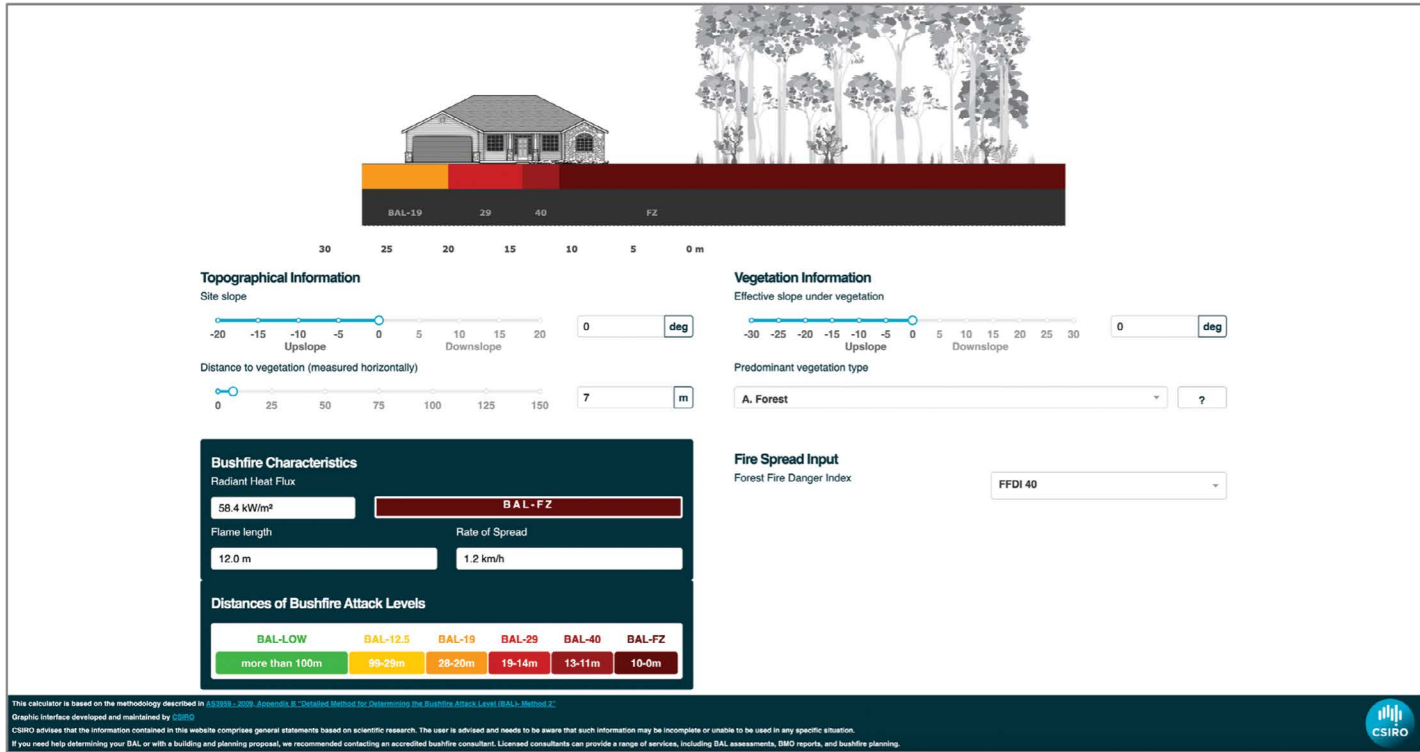 BAL-19 29 40 FZ
30 25 20 15 10 5 0 m
Topographical Information
Site slope
-20 -15 -10 -5 0 5 10 15 20
Upslope Downslope
0 deg
Distance to vegetation (measured horizontally)
0 25 50 75 100 125 150
7 m
Vegetation Information
Effective slope under vegetation
-30 -25 -20 -15 -10 -5 0 5 10 15 20 25 30
Upslope Downslope
0 deg
Predominant vegetation type
A. Forest ?
Bushfire Characteristics
Radiant Heat Flux
58.4 kW/m² BAL-FZ
Flame length Rate of Spread
12.0 m 1.2 km/h
Fire Spread Input
Forest Fire Danger Index FFDI 40
Distances of Bushfire Attack Levels
BAL-LOW BAL-12.5 BAL-19 BAL-29 BAL-40 BAL-FZ
more than 100m 99-29m 28-20m 19-14m 13-11m 10-0m
This calculator is based on the methodology described in AS3959 - 2009, Appendix B "Detailed Method for Determining the Bushfire Attack Level (BAL)- Method 2"
Graphic interface developed and maintained by CSIRO
CSIRO advises that the information contained in this website comprises general statements based on scientific research. The user is advised and needs to be aware that such information may be incomplete or unable to be used in any specific situation.
If you need help determining your BAL or with a building and planning proposal, we recommended contacting an accredited bushfire consultant. Licensed consultants can provide a range of services, including BAL assessments, BMO reports, and bushfire planning.
CSIRO